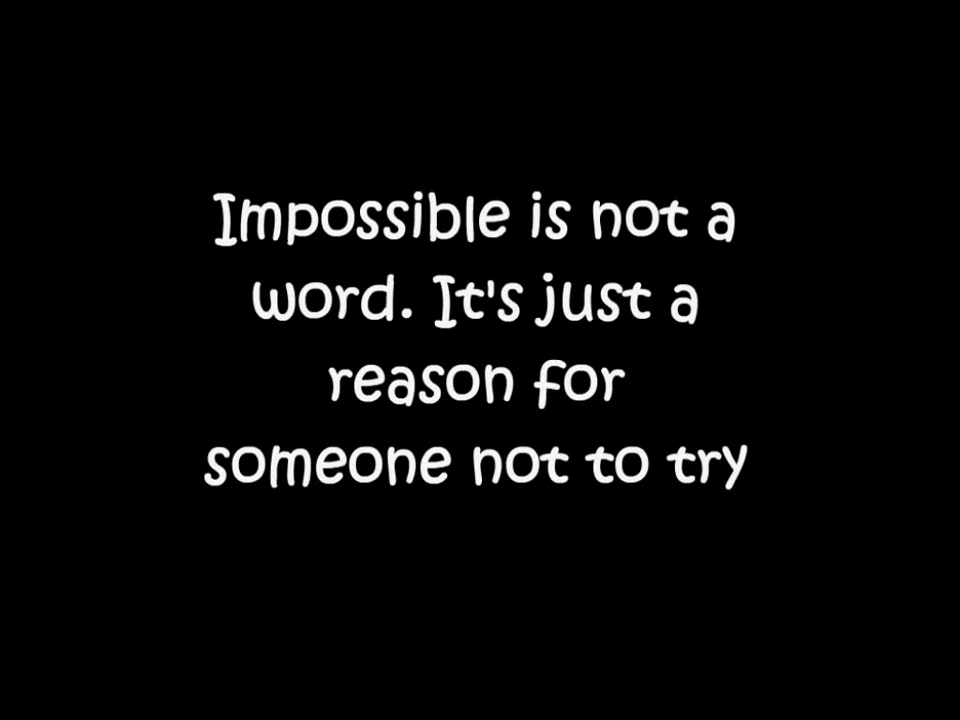 Impossible is not a
word. It's just a
reason for
someone not to try